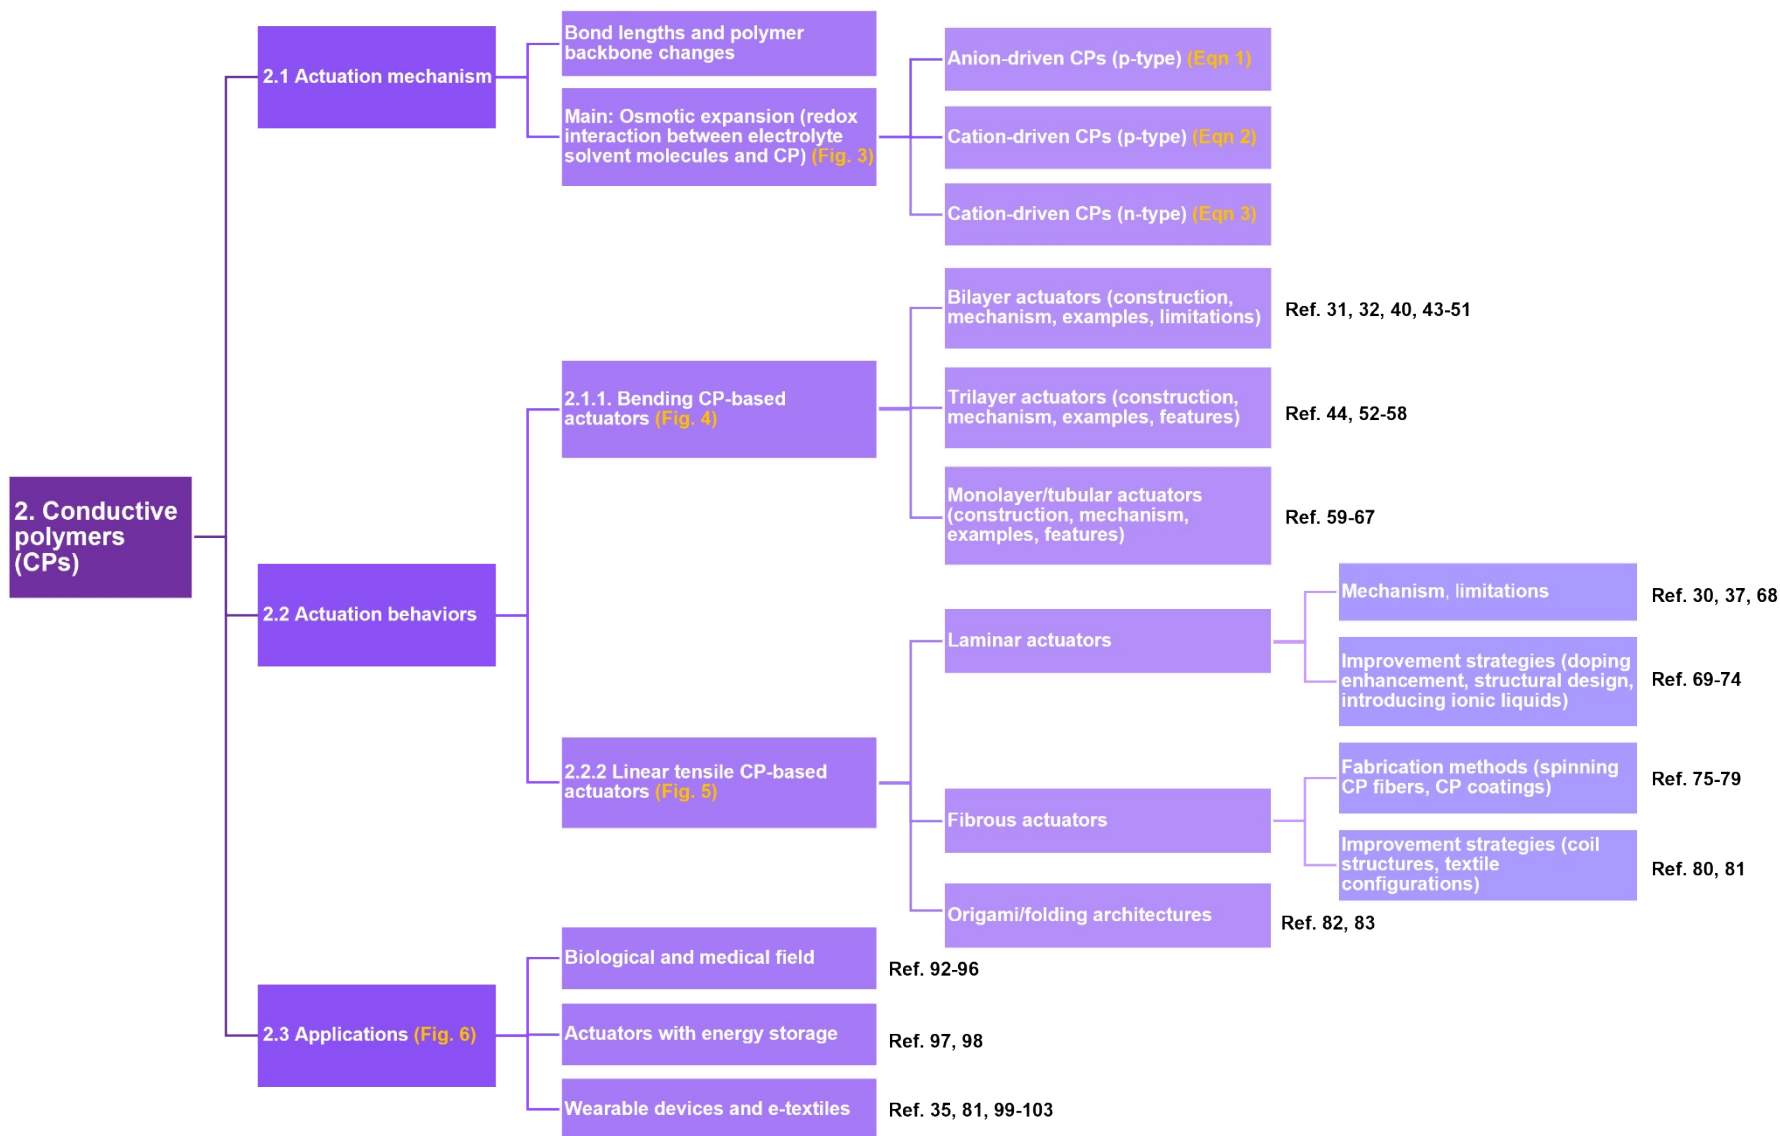 2. Conductive
polymers
(CPs)
2.1 Actuation mechanism
Bond lengths and polymer
backbone changes
Main: Osmotic expansion (redox
interaction between electrolyte
solvent molecules and CP) (Fig. 3)
Anion-driven CPs (p-type) (Eqn 1)
Cation-driven CPs (p-type) (Eqn 2)
Cation-driven CPs (n-type) (Eqn 3)
2.2 Actuation behaviors
2.1.1. Bending CP-based
actuators (Fig. 4)
Bilayer actuators (construction,
mechanism, examples, limitations)
Ref. 31, 32, 40, 43-51
Trilayer actuators (construction,
mechanism, examples, features)
Ref. 44, 52-58
Monolayer/tubular actuators
(construction, mechanism,
examples, features)
Ref. 59-67
2.2.2 Linear tensile CP-based
actuators (Fig. 5)
Laminar actuators
Mechanism, limitations
Ref. 30, 37, 68
Improvement strategies (doping
enhancement, structural design,
introducing ionic liquids)
Ref. 69-74
Fibrous actuators
Fabrication methods (spinning
CP fibers, CP coatings)
Ref. 75-79
Improvement strategies (coil
structures, textile
configurations)
Ref. 80, 81
Origami/folding architectures
Ref. 82, 83
2.3 Applications (Fig. 6)
Biological and medical field
Ref. 92-96
Actuators with energy storage
Ref. 97, 98
Wearable devices and e-textiles
Ref. 35, 81, 99-103